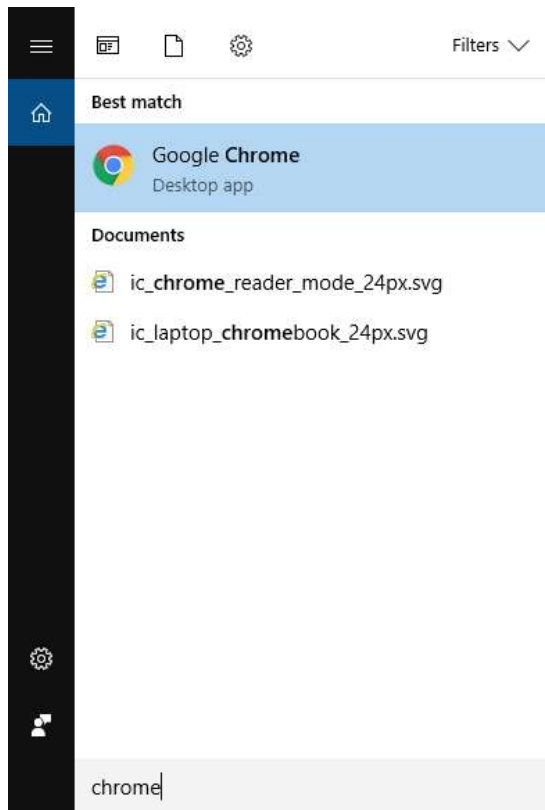 Filters
Best match
Google Chrome
Desktop app
Documents
ic_chrome_reader_mode_24px.svg
ic_laptop_chromebook_24px.svg
chrome